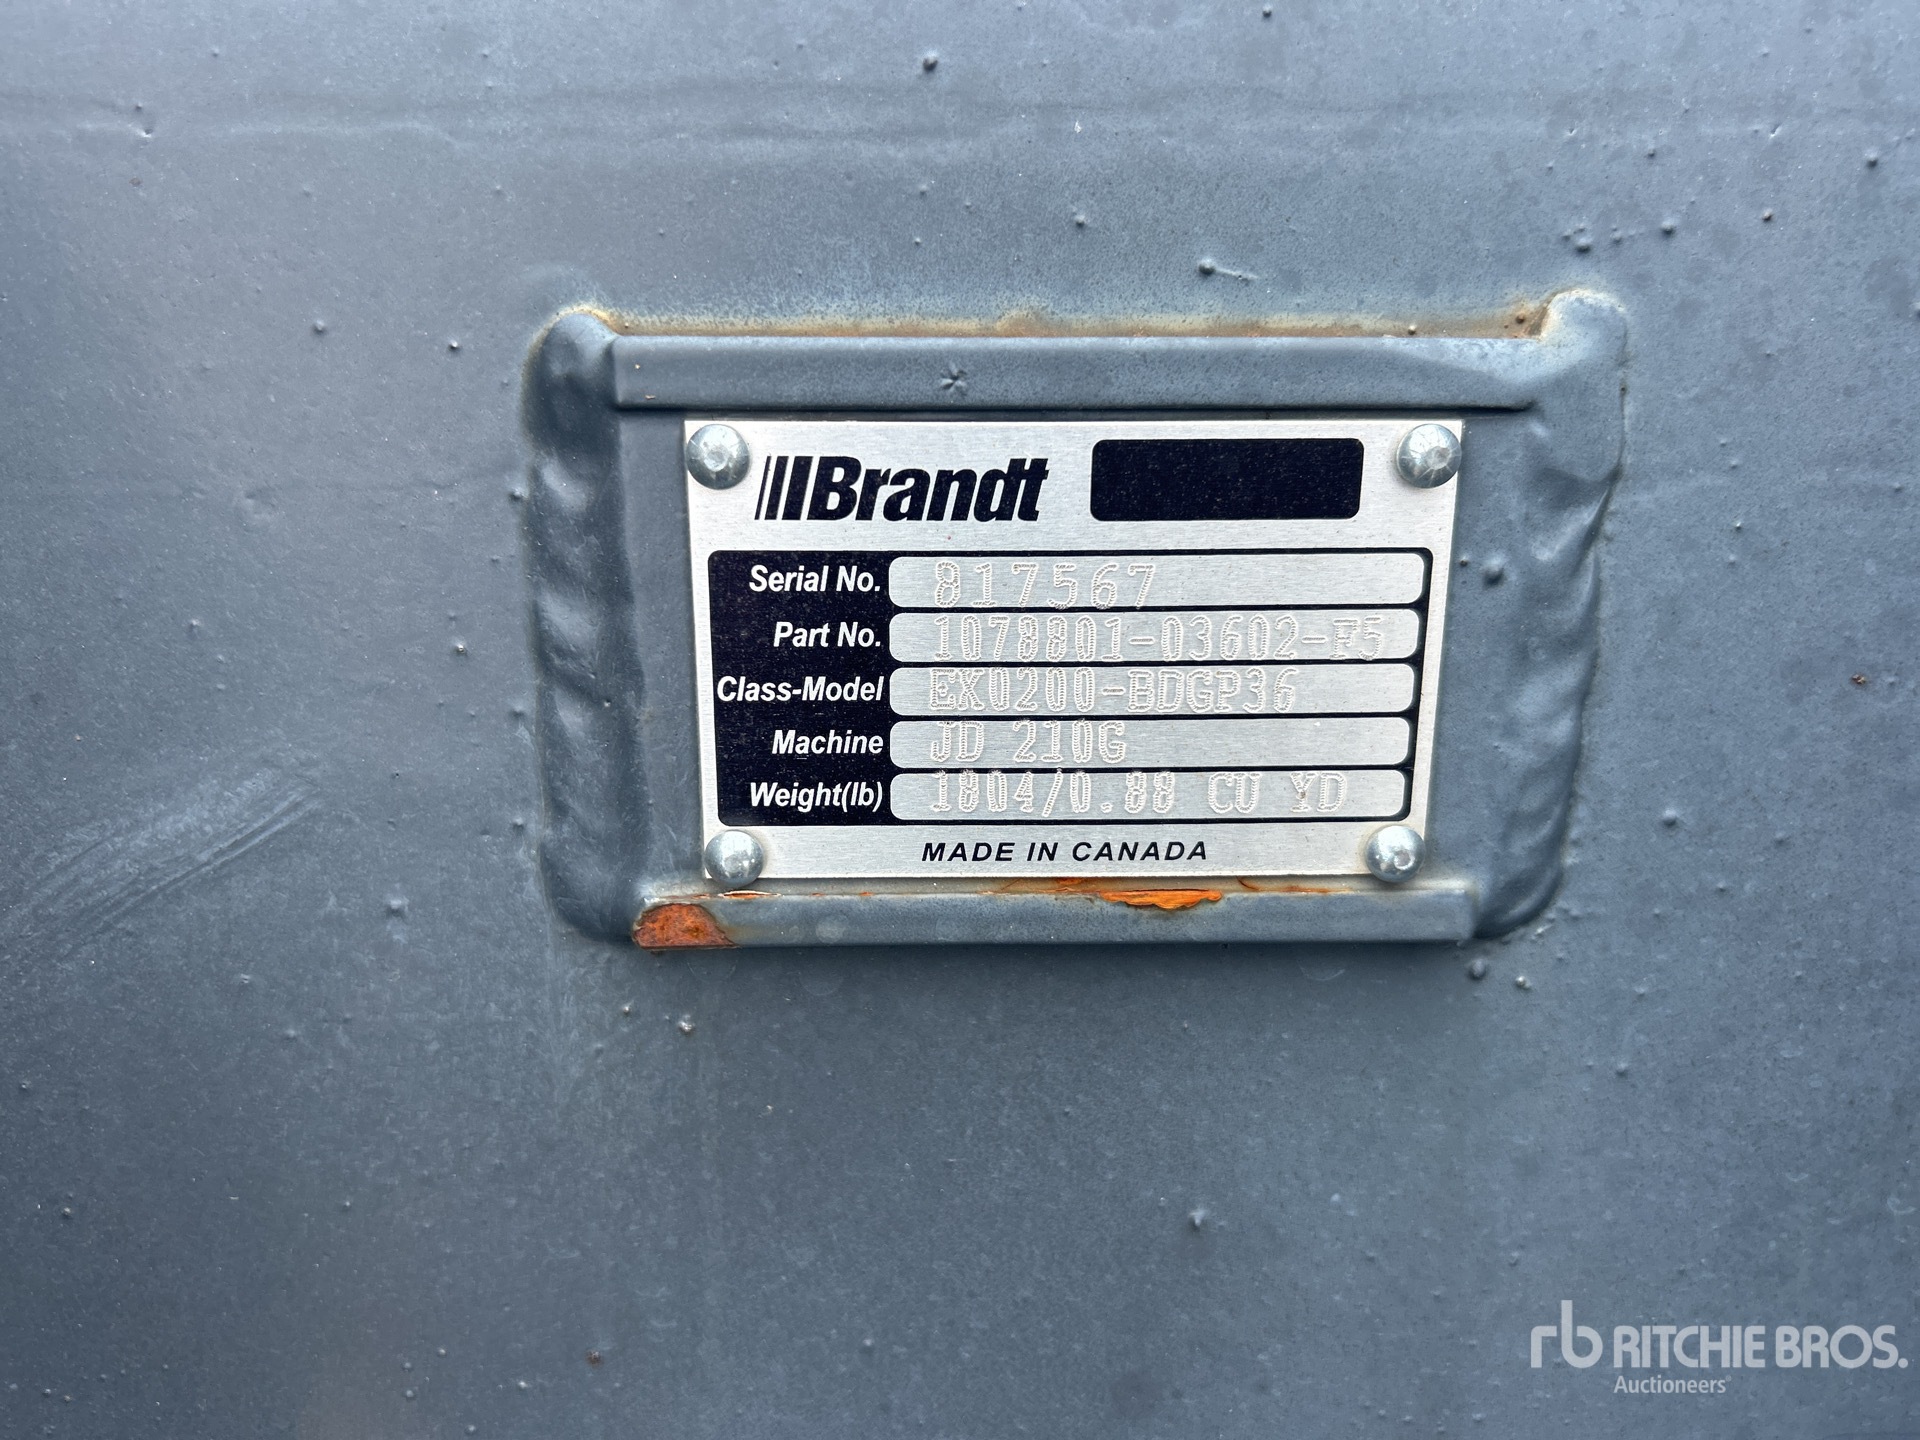 Brandt
Serial No. 817567
Part No. 1078801-03602-F5
Class-Model EX0200-BDGP36
Machine JD 210G
Weight(lb) 1804/0.88 CU YD
MADE IN CANADA
rb RITCHIE BROS.
Auctioneers